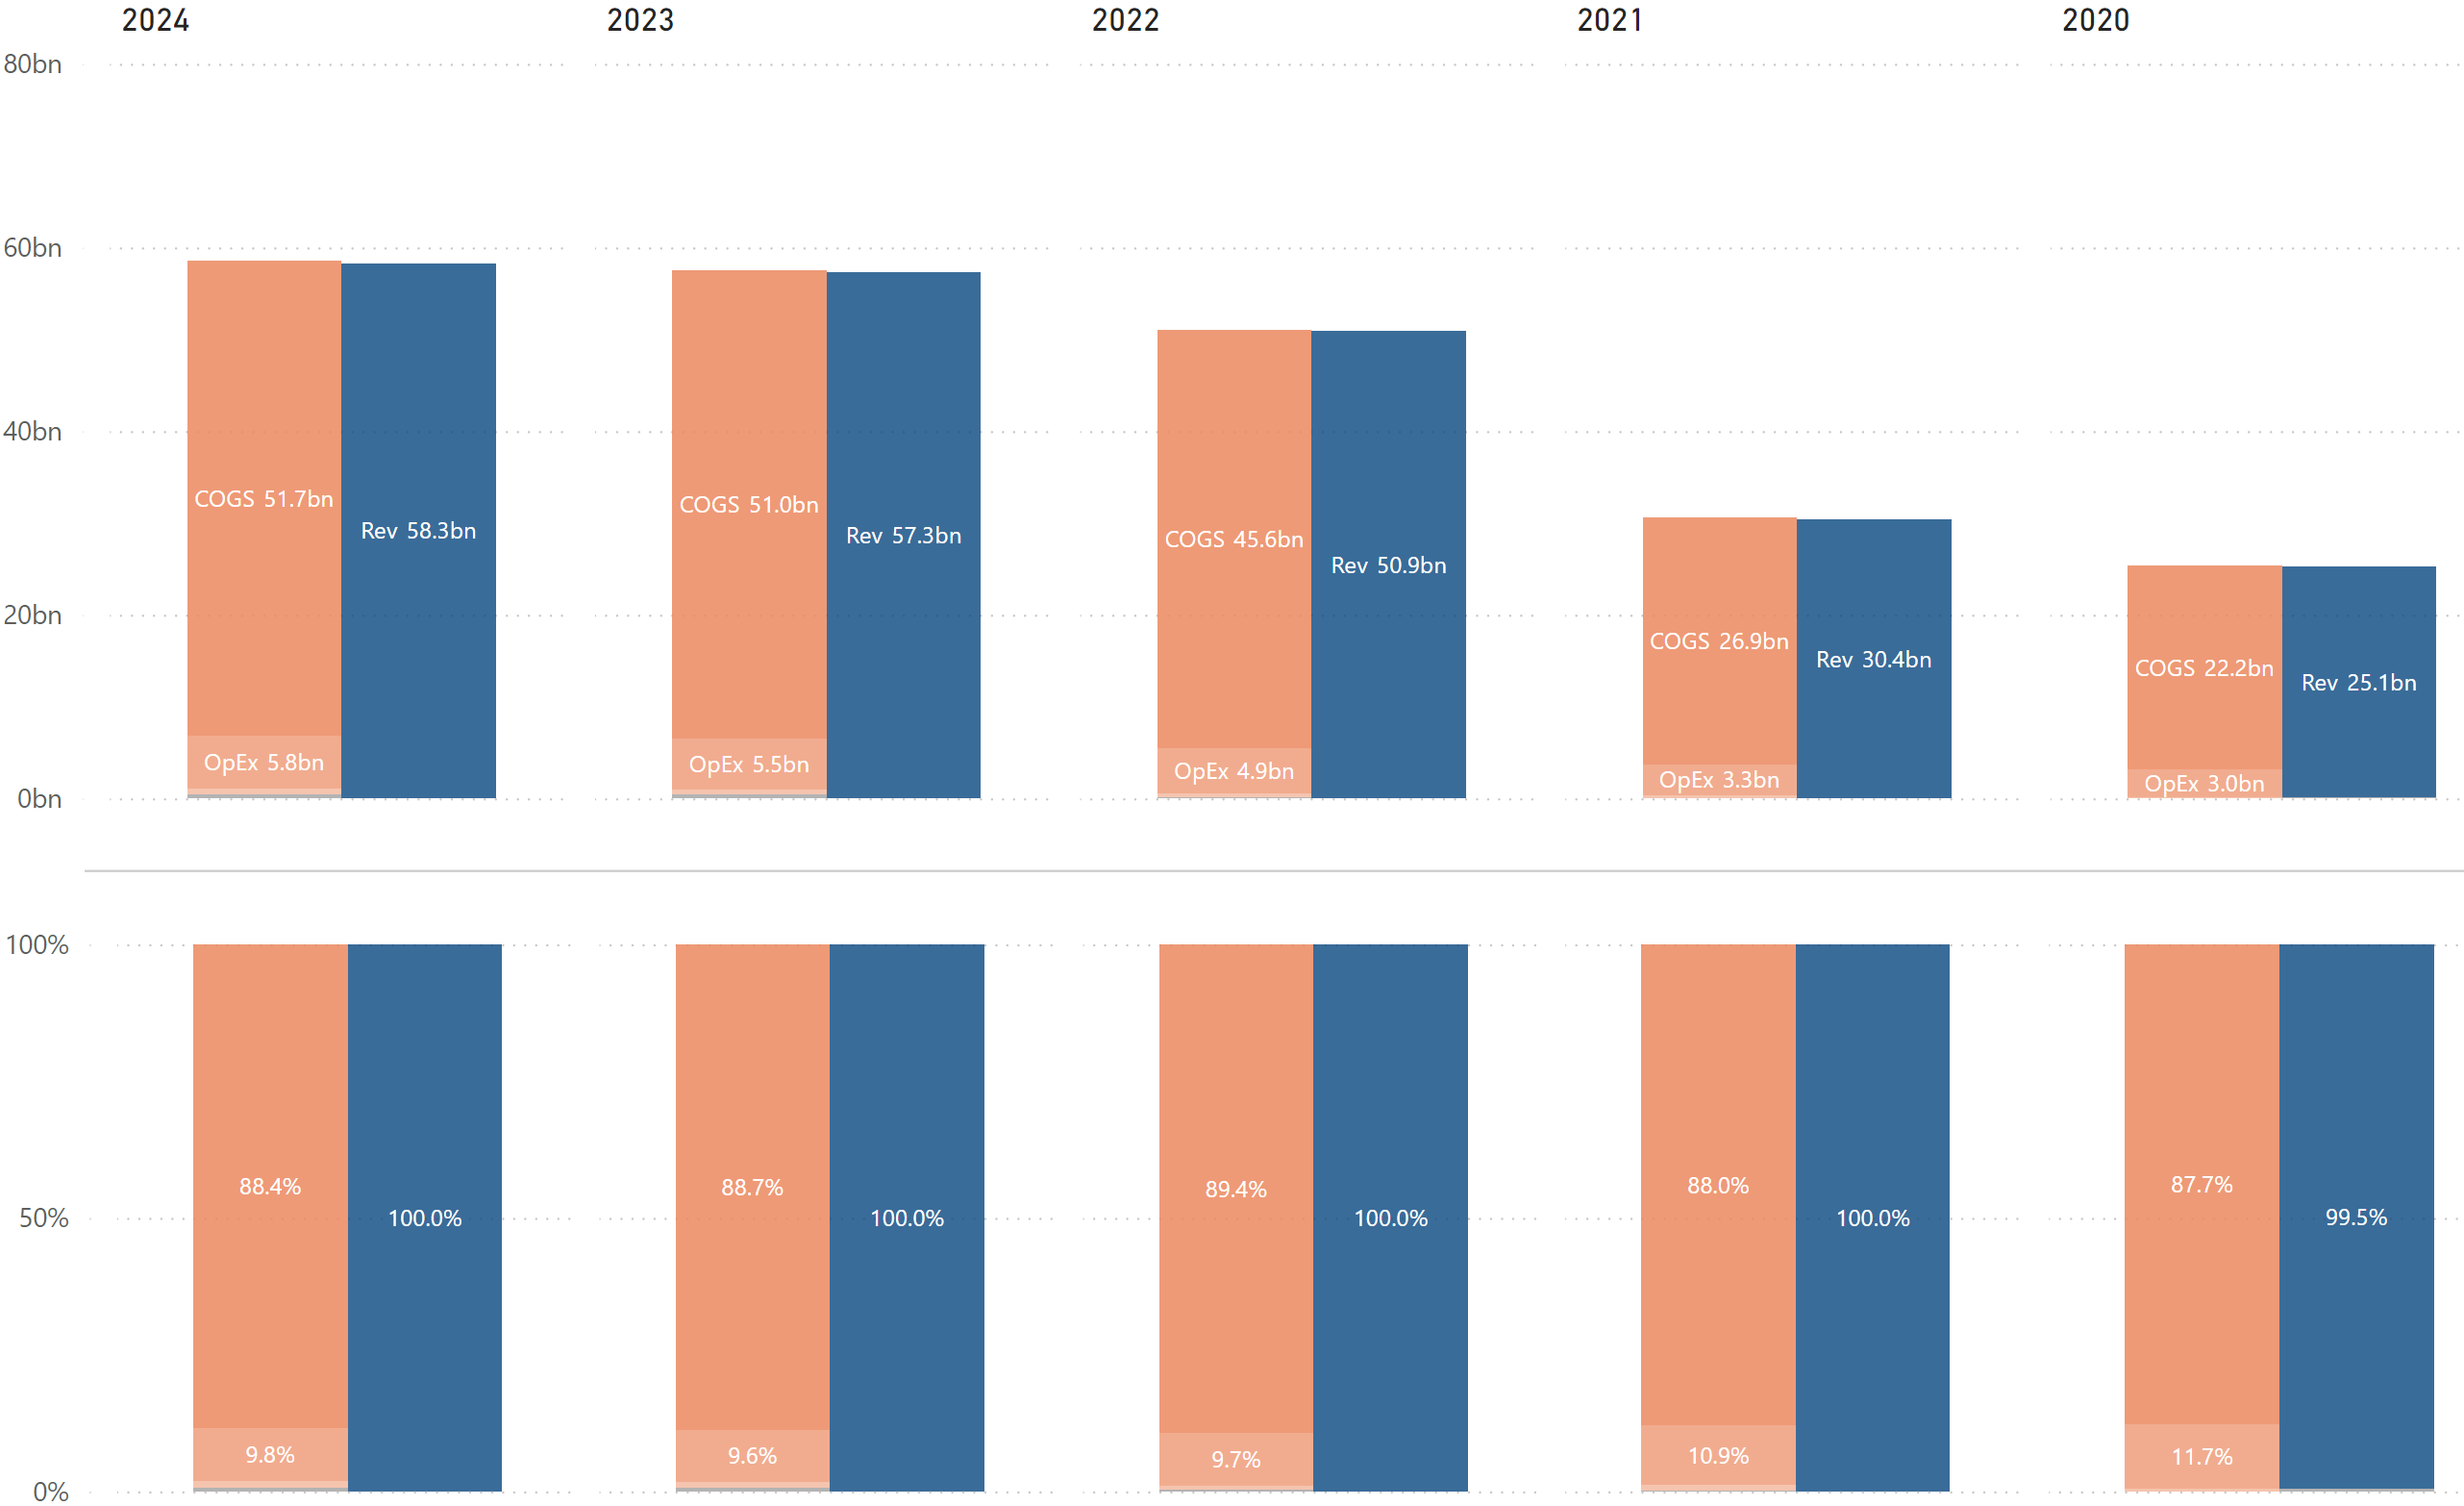 2024 2023 2022 2021 2020
80bn
60bn
40bn
COGS 51.7bn Rev 58.3bn COGS 51.0bn Rev 57.3bn COGS 45.6bn Rev 50.9bn
20bn
COGS 26.9bn Rev 30.4bn COGS 22.2bn Rev 25.1bn
OpEx 5.8bn OpEx 5.5bn OpEx 4.9bn OpEx 3.3bn OpEx 3.0bn
0bn
100%
88.4% 88.7% 89.4% 88.0% 87.7%
50% 100.0% 100.0% 100.0% 100.0% 99.5%
9.8% 9.6% 9.7% 10.9% 11.7%
0%